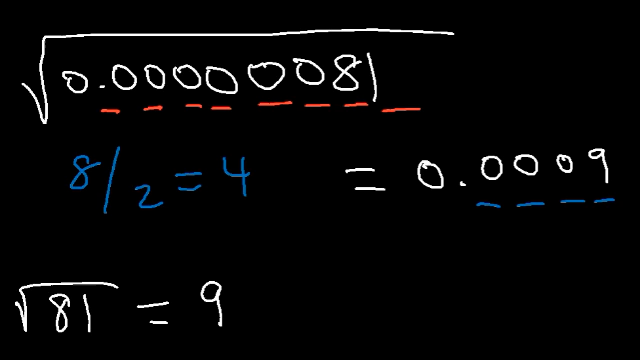 √0.00000081
8/2 = 4 = 0.0009
√81 = 9